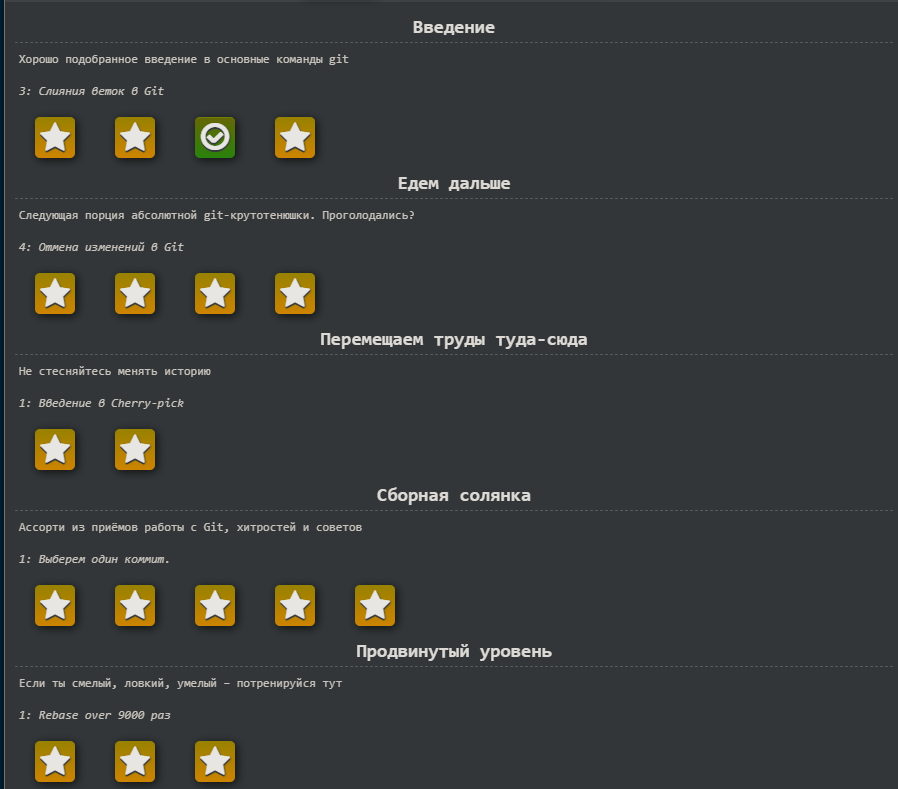 Введение
Хорошо подобранное введение в основные команды git
3: Слияния веток в Git
Едем дальше
Следующая порция абсолютной git-крутотенюшки. Проголодались?
4: Отмена изменений в Git
Перемещаем труды туда-сюда
Не стесняйтесь менять историю
1: Введение в Cherry-pick
Сборная солянка
Ассорти из приёмов работы с Git, хитростей и советов
1: Выберем один коммит.
Продвинутый уровень
Если ты смелый, ловкий, умелый – потренируйся тут
1: Rebase over 9000 раз